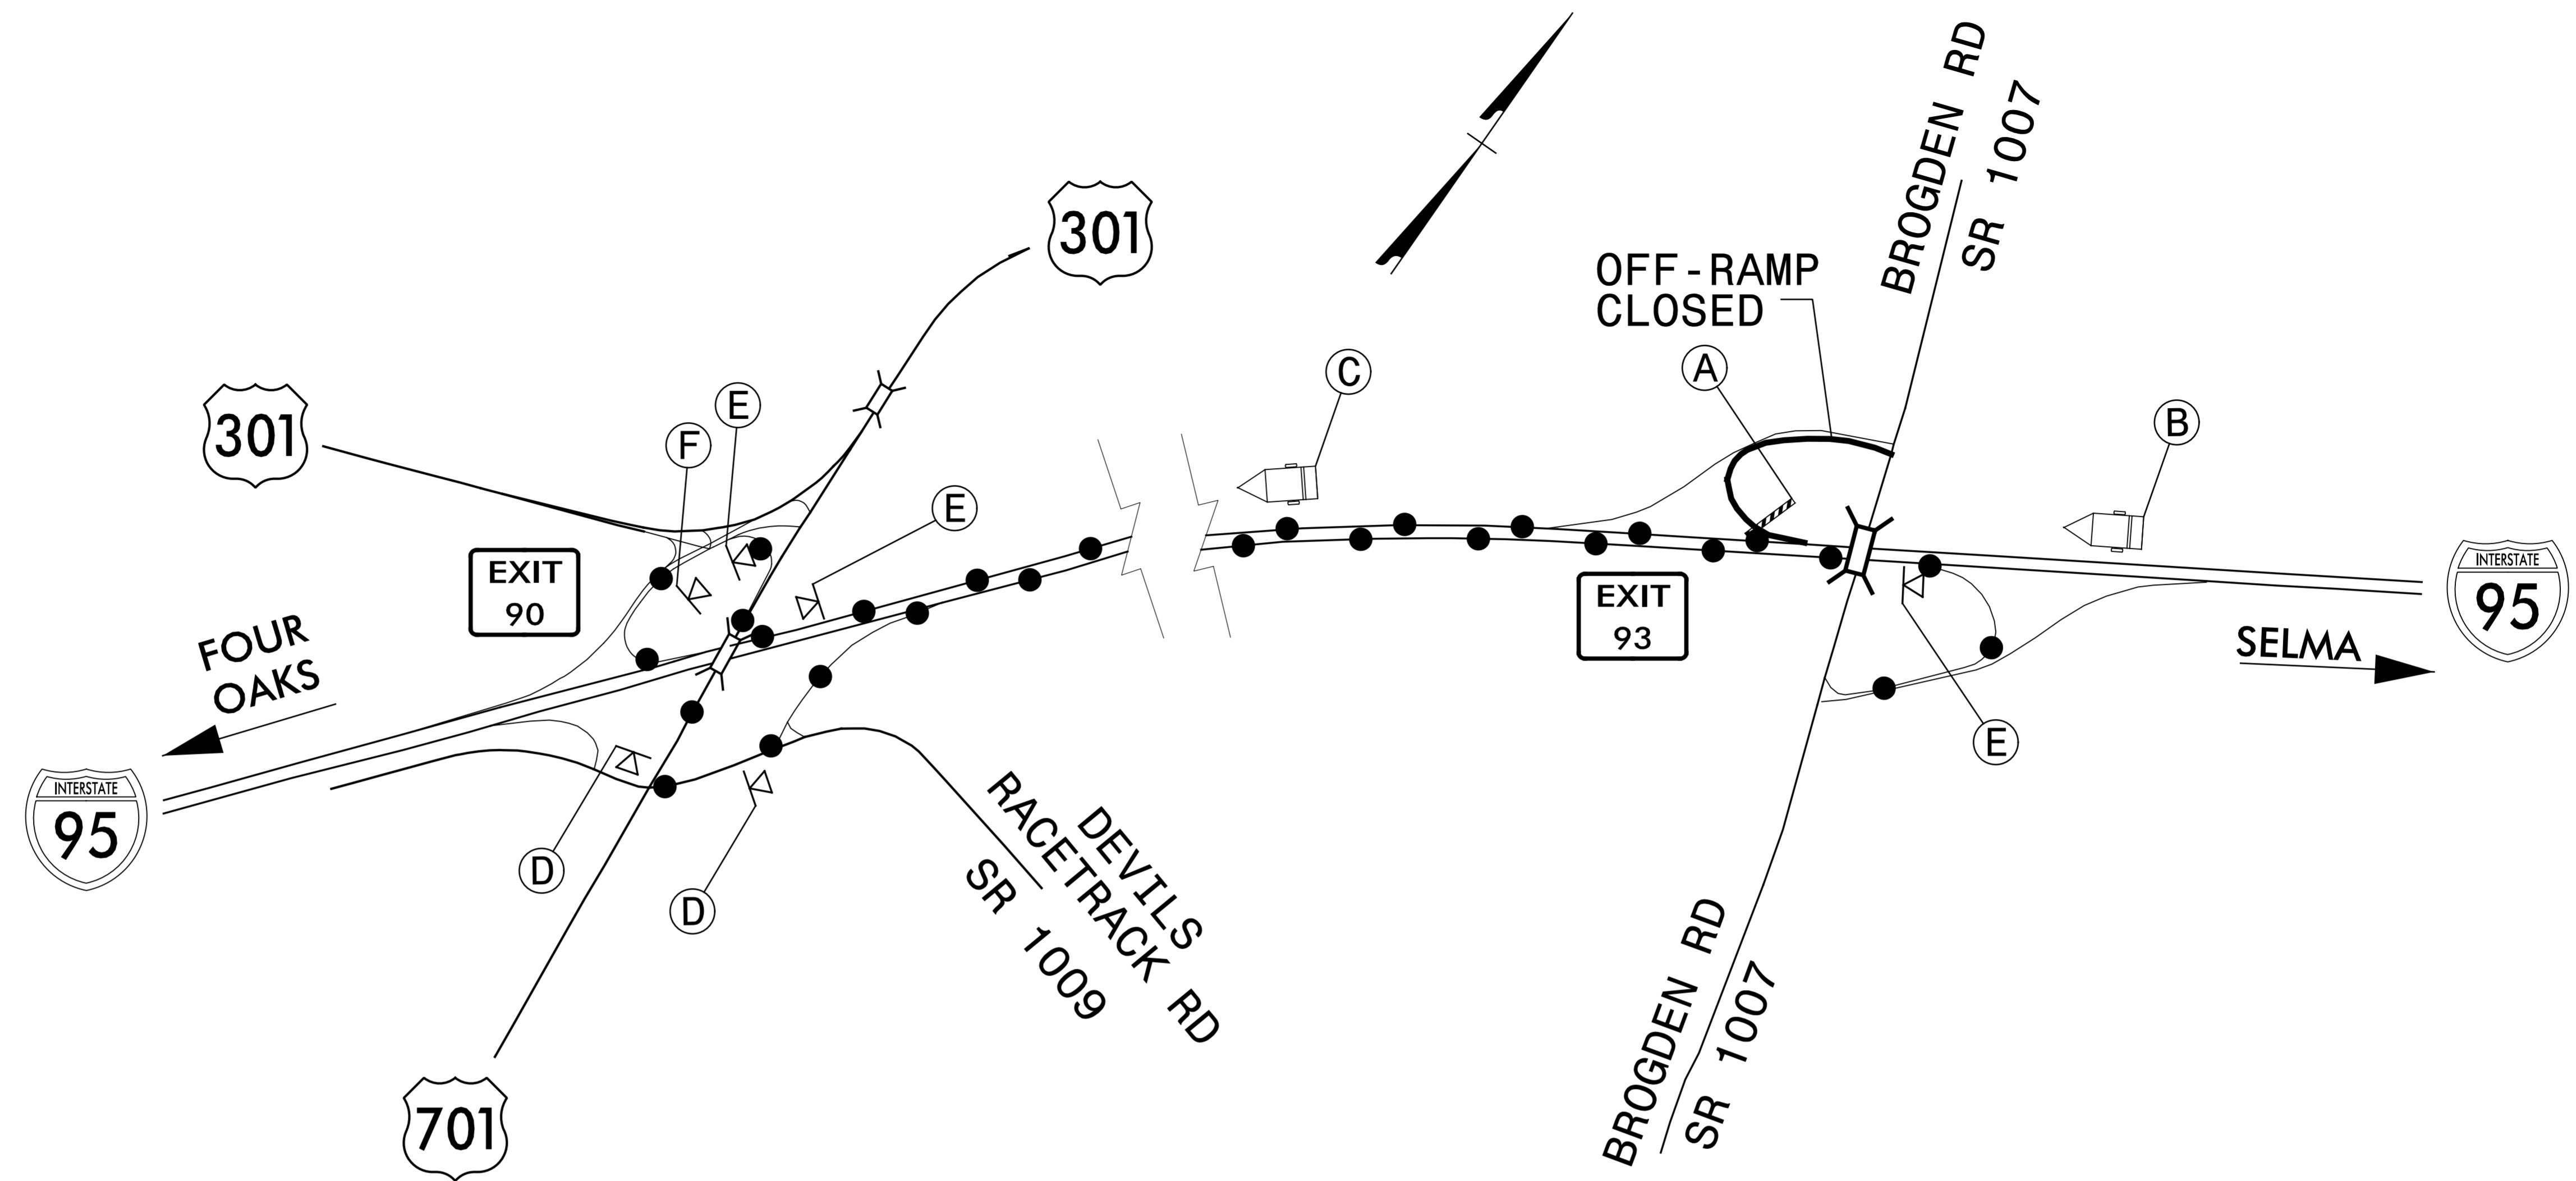 BROGDEN RD
SR 1007
301
OFF-RAMP
CLOSED
A
C
301
E
F
B
E
EXIT
90
EXIT
93
INTERSTATE
95
FOUR
OAKS
SELMA
E
INTERSTATE
95
D
D
DEVILS
RACETRACK RD
SR 1009
BROGDEN RD
SR 1007
701